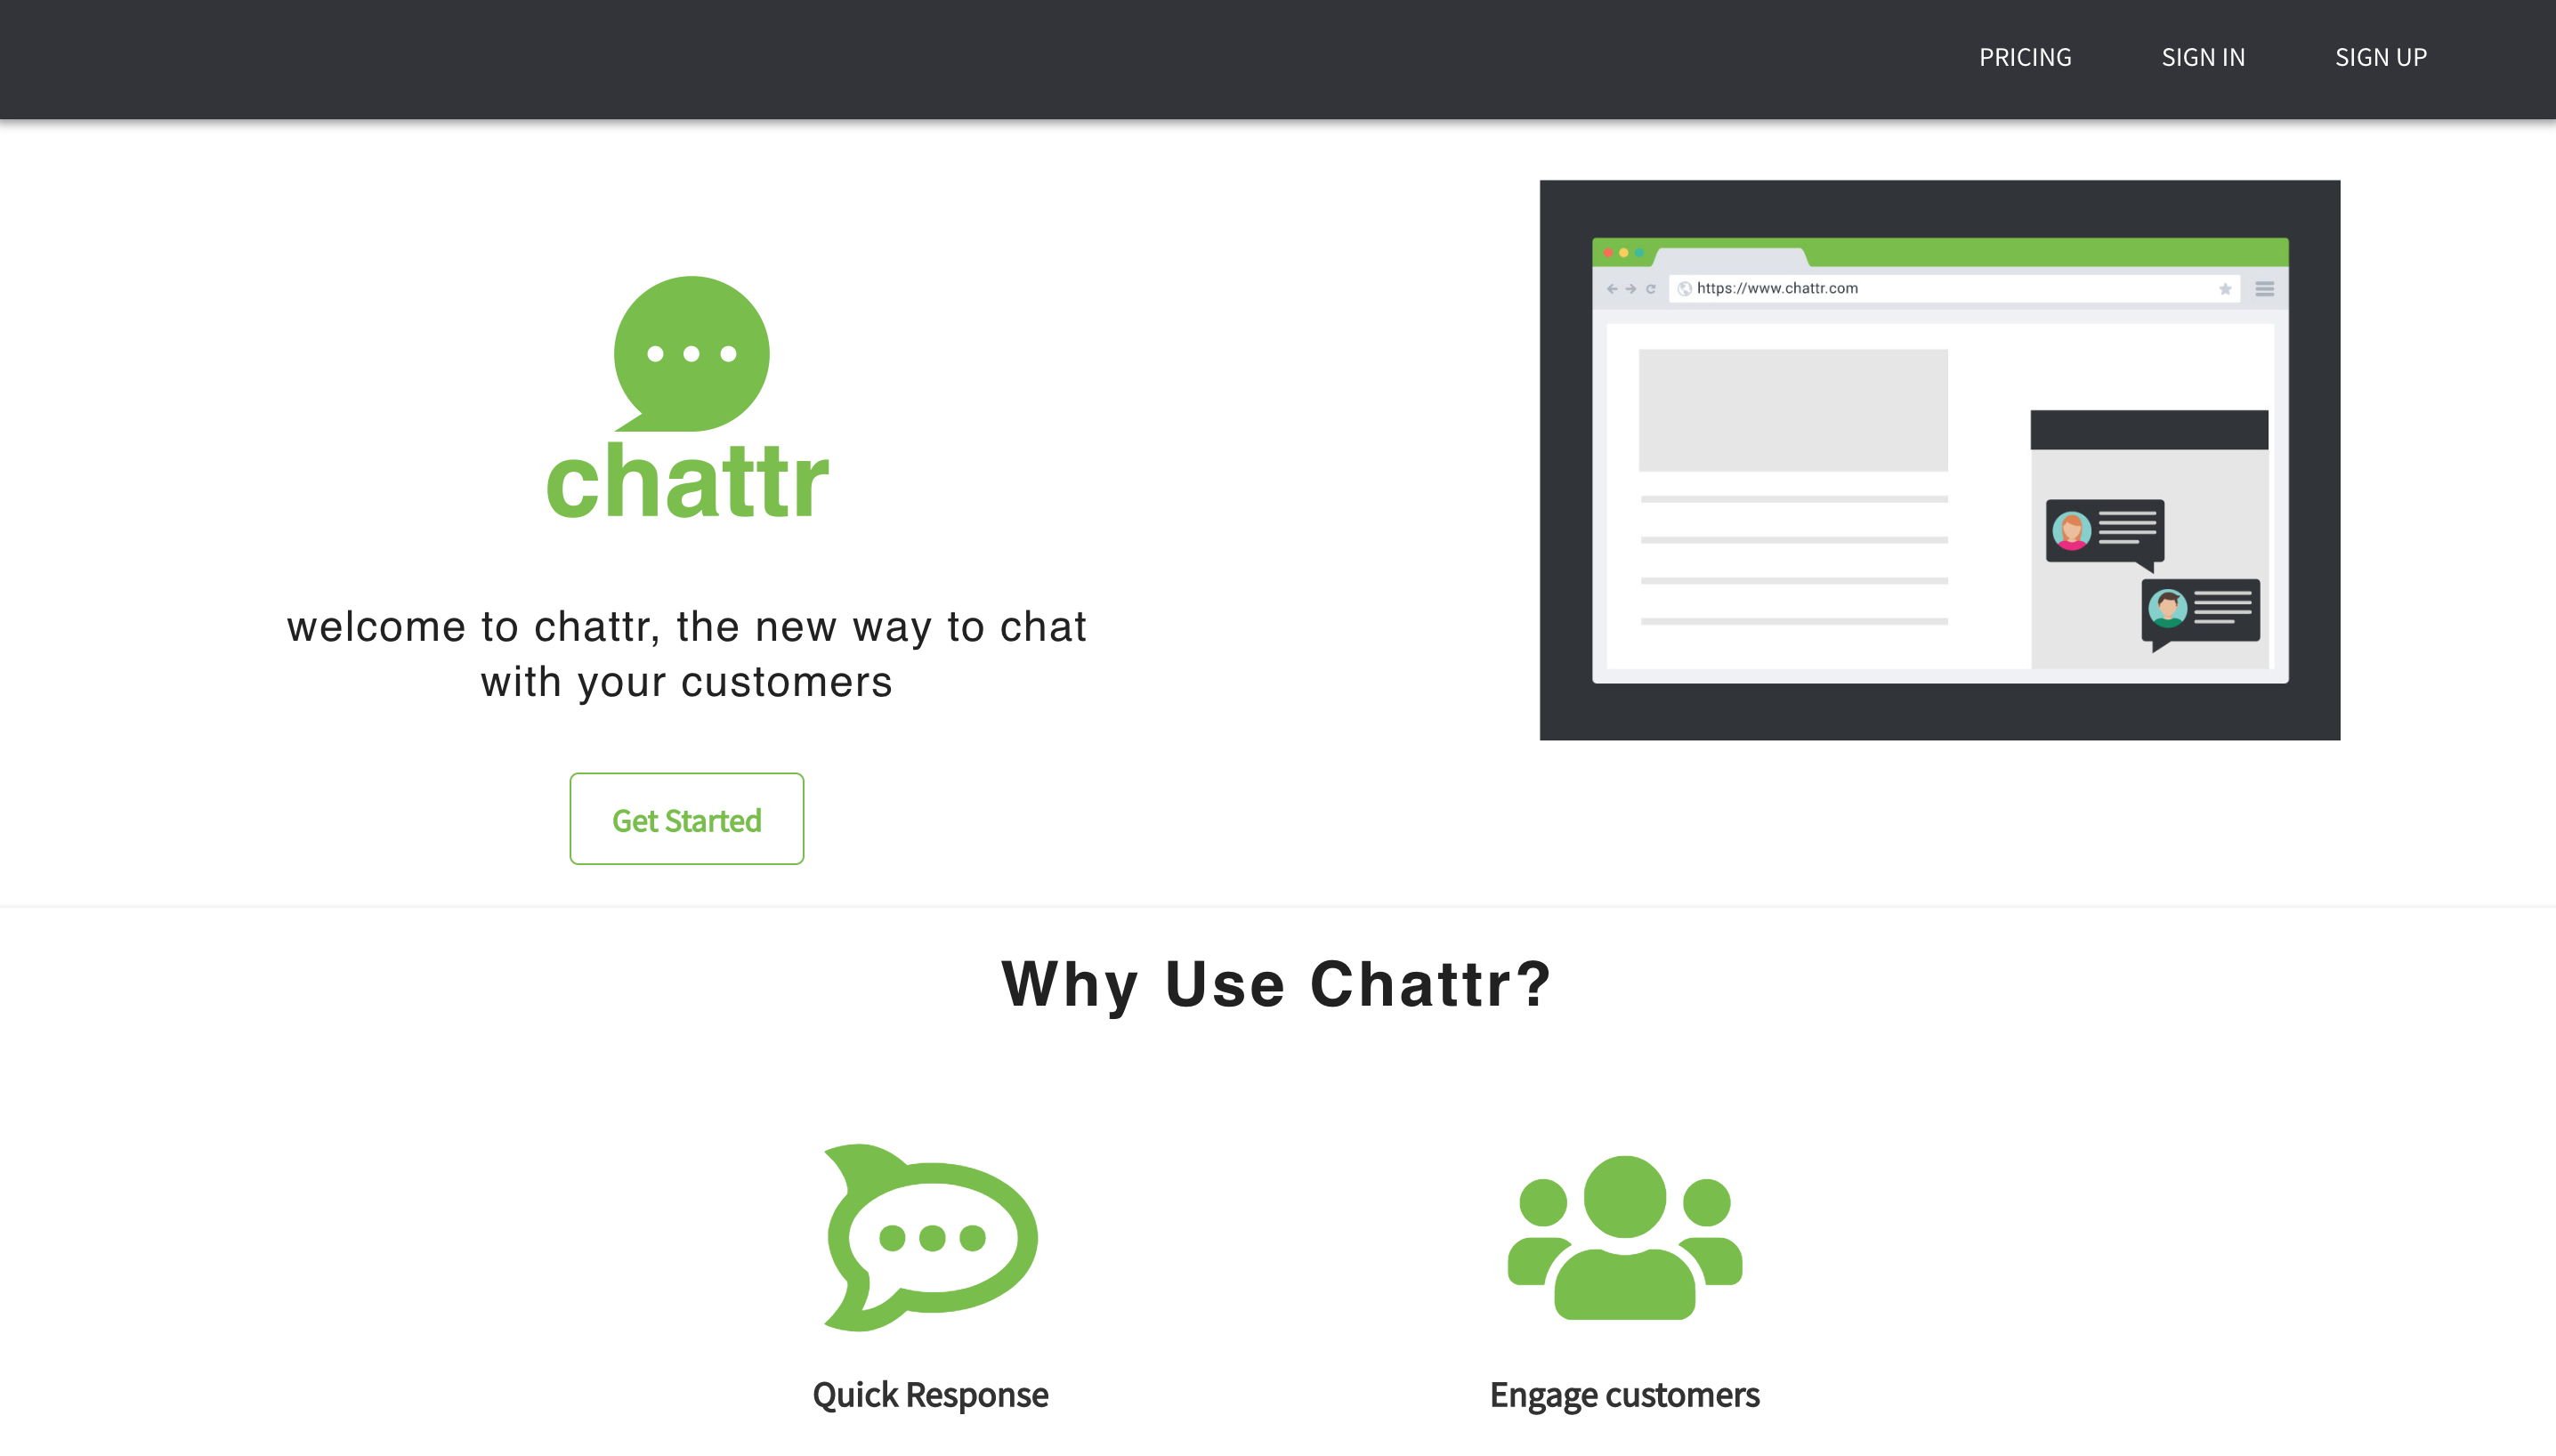 PRICING SIGN IN SIGN UP
chattr
welcome to chattr, the new way to chat
with your customers
Get Started
https://www.chattr.com
Why Use Chattr?
Quick Response
Engage customers